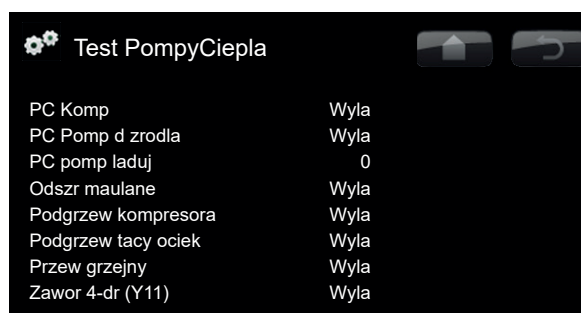 Test PompyCiepla
PC Komp Wyla
PC Pomp d zrodla Wyla
PC pomp laduj 0
Odszr maulane Wyla
Podgrzew kompresora Wyla
Podgrzew tacy ociek Wyla
Przew grzejny Wyla
Zawor 4-dr (Y11) Wyla